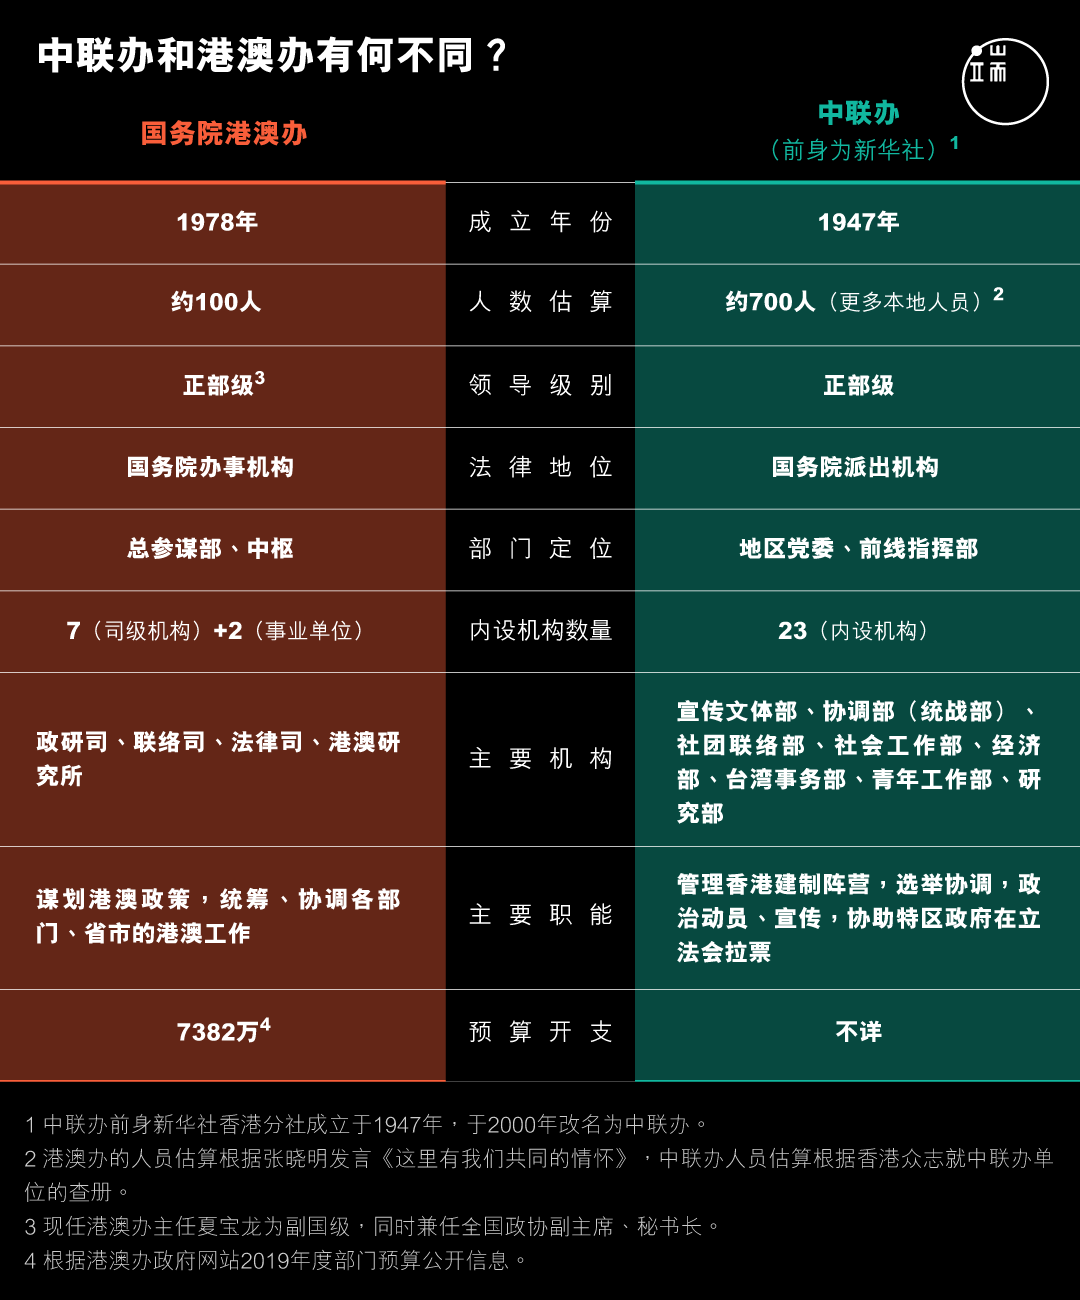 中联办和港澳办有何不同？
端
国务院港澳办
中联办
（前身为新华社）1
1978年
成立年份
1947年
约100人
人数估算
约700人（更多本地人员）2
正部级3
领导级别
正部级
国务院办事机构
法律地位
国务院派出机构
总参谋部、中枢
部门定位
地区党委、前线指挥部
7（司级机构）+2（事业单位）
内设机构数量
23（内设机构）
政研司、联络司、法律司、港澳研
究所
主要机构
宣传文体部、协调部（统战部）、
社团联络部、社会工作部、经济
部、台湾事务部、青年工作部、研
究部
谋划港澳政策，统筹、协调各部
门、省市的港澳工作
主要职能
管理香港建制阵营，选举协调，政
治动员、宣传，协助特区政府在立
法会拉票
7382万4
预算开支
不详
1 中联办前身新华社香港分社成立于1947年，于2000年改名为中联办。
2 港澳办的人员估算根据张晓明发言《这里有我们共同的情怀》，中联办人员估算根据香港众志就中联办单
位的查册。
3 现任港澳办主任夏宝龙为副国级，同时兼任全国政协副主席、秘书长。
4 根据港澳办政府网站2019年度部门预算公开信息。